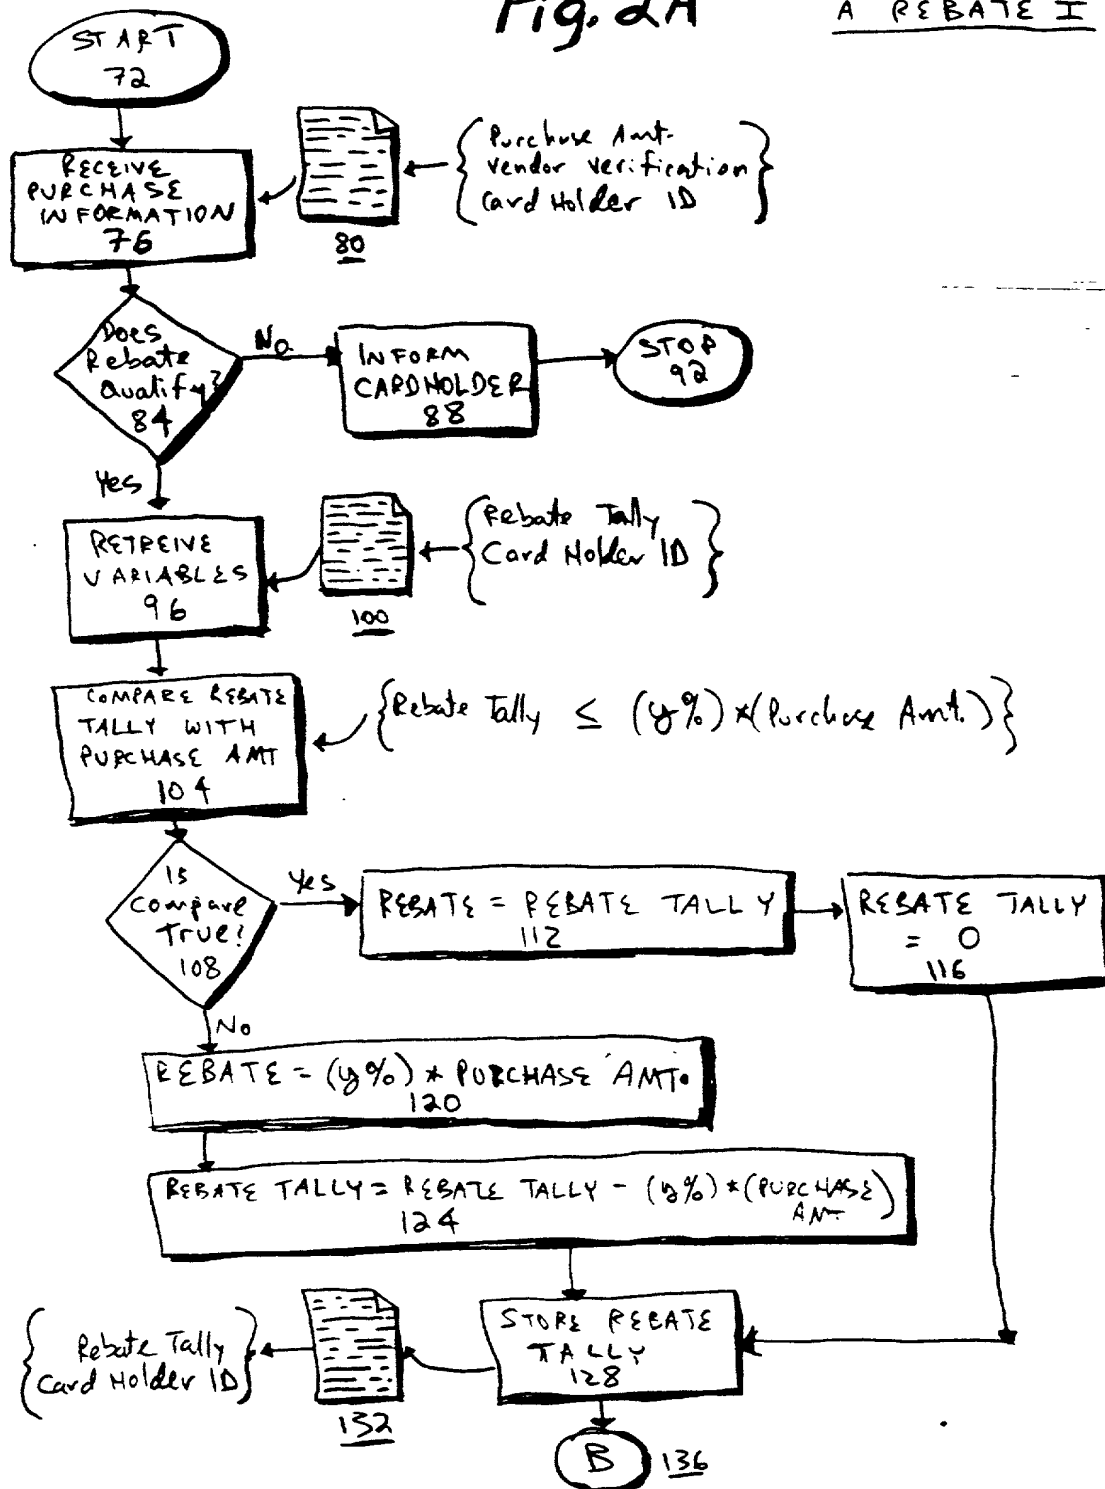 Fig. 2A
A REBATE I
START
72
RECEIVE
PURCHASE
INFORMATION
76
80
Purchase Amt.
vendor verification
Card Holder ID
Does
Rebate
Qualify?
84
No
INFORM
CARDHOLDER
88
STOP
92
Yes
RETREIVE
VARIABLES
96
100
Rebate Tally
Card Holder ID
COMPARE REBATE
TALLY WITH
PURCHASE AMT
104
{Rebate Tally ≤ (y%)*(Purchase Amt.)}
Is
Compare
True?
108
Yes
REBATE = REBATE TALLY
112
REBATE TALLY
= 0
116
No
REBATE = (y%) * PURCHASE AMT.
120
REBATE TALLY = REBATE TALLY - (y%)*(PURCHASE
AMT)
124
STORE REBATE
TALLY
128
Rebate Tally
Card Holder ID
132
B
136